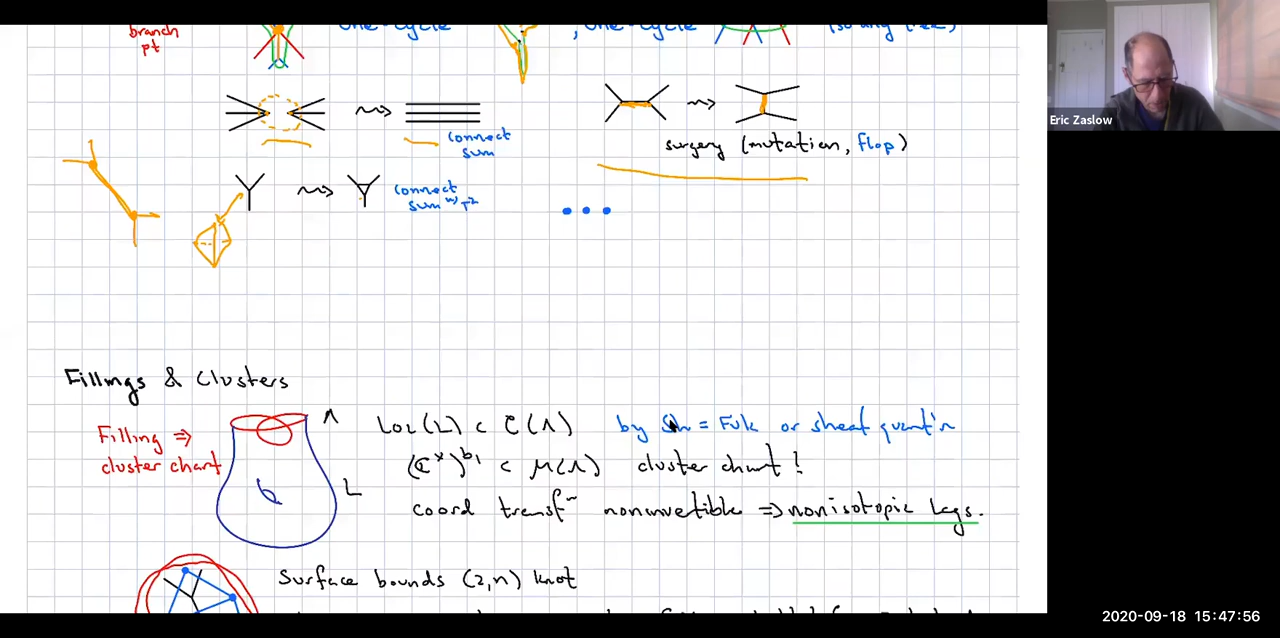 branch
pt
one-cycle
, one-cycle
connect
sum
surgery (mutation, flop)
connect
sum w/ T²
Fillings & Clusters
Filling ⇒
cluster chart
Λ
L
Loc(L) ⊂ C(Λ) by Sh = Fuk or sheaf quant'n
(C*)^b₁ ⊂ M(Λ) cluster chart!
coord transf^n noninvertible ⇒ nonisotopic Lags.
Surface bounds (2,n) knot
Eric Zaslow
2020-09-18 15:47:56